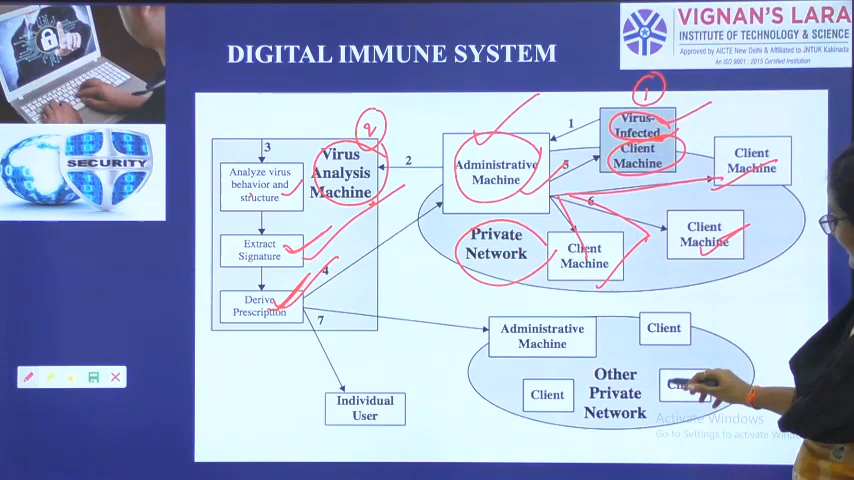 VIGNAN'S LARA
INSTITUTE OF TECHNOLOGY & SCIENCE
Approved by AICTE New Delhi & Affiliated to JNTUK Kakinada
An ISO 9001 : 2015 Certified Institution
DIGITAL IMMUNE SYSTEM
SECURITY
1
Virus-
Infected
Client
Machine
1
2
3
Virus
Analysis
Machine
Analyze virus
behavior and
structure
Extract
Signature
Derive
Prescription
4
Administrative
Machine
5
6
Client
Machine
Client
Machine
Client
Machine
Private
Network
7
Administrative
Machine
Client
Client
Other
Private
Network
Individual
User
Activate Windows
Go to Settings to activate